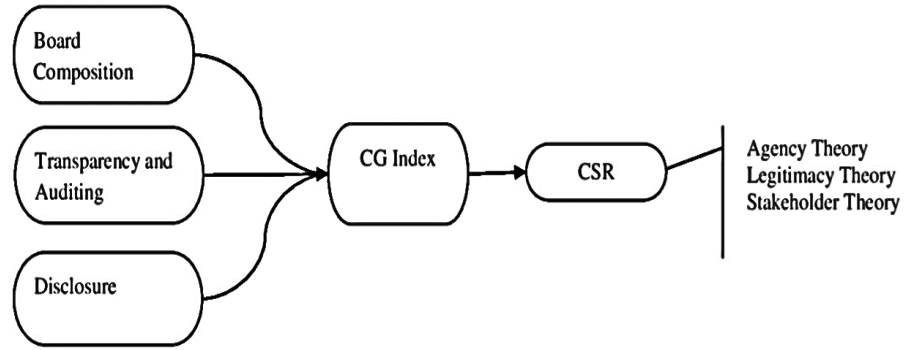 Board
Composition
Transparency and
Auditing
Disclosure
CG Index
CSR
Agency Theory
Legitimacy Theory
Stakeholder Theory